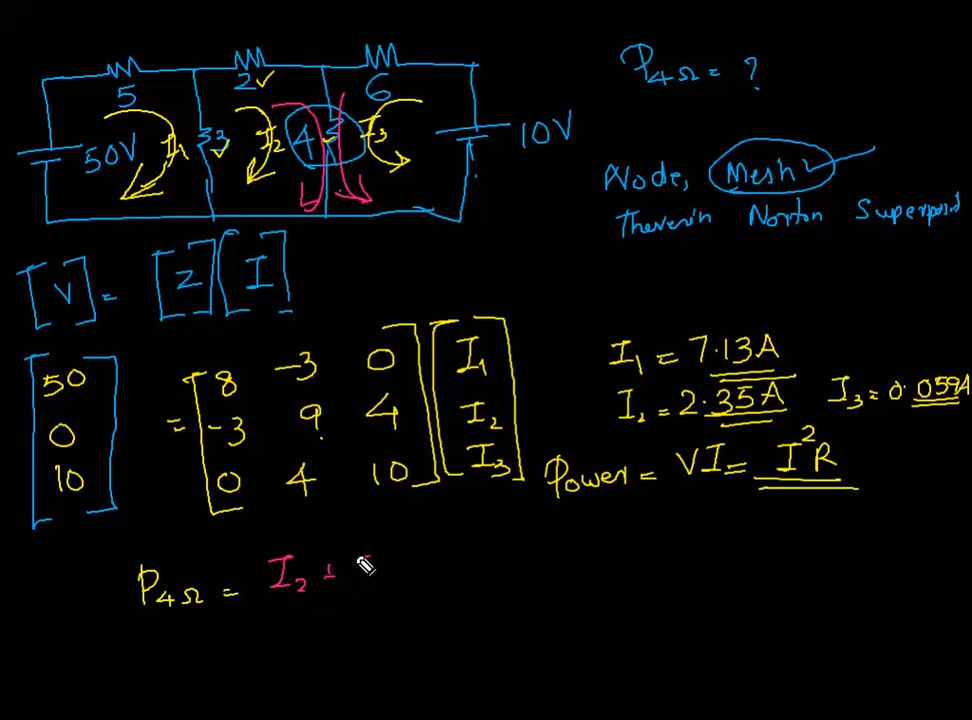 P4Ω = ?
5 2 6
50V I1 3 I2 4 I3 10V
Node, Mesh
Thevenin Norton Superposi
[V] = [Z][I]
50 = 8 -3 0 I1
0 -3 9 4 I2
10 0 4 10 I3
I1 = 7.13A
I2 = 2.35A I3 = 0.059A
Power = VI = I²R
P4Ω = I2 +